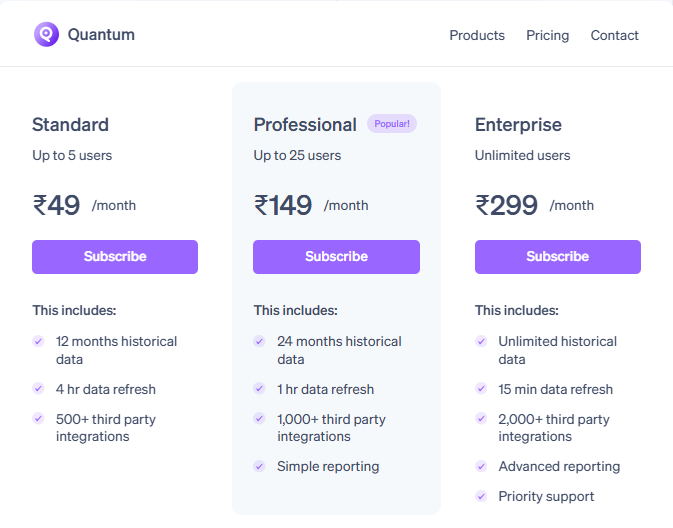 Quantum
Products
Pricing
Contact
Standard
Up to 5 users
₹49 /month
Subscribe
This includes:
12 months historical
data
4 hr data refresh
500+ third party
integrations
Professional
Popular!
Up to 25 users
₹149 /month
Subscribe
This includes:
24 months historical
data
1 hr data refresh
1,000+ third party
integrations
Simple reporting
Enterprise
Unlimited users
₹299 /month
Subscribe
This includes:
Unlimited historical
data
15 min data refresh
2,000+ third party
integrations
Advanced reporting
Priority support